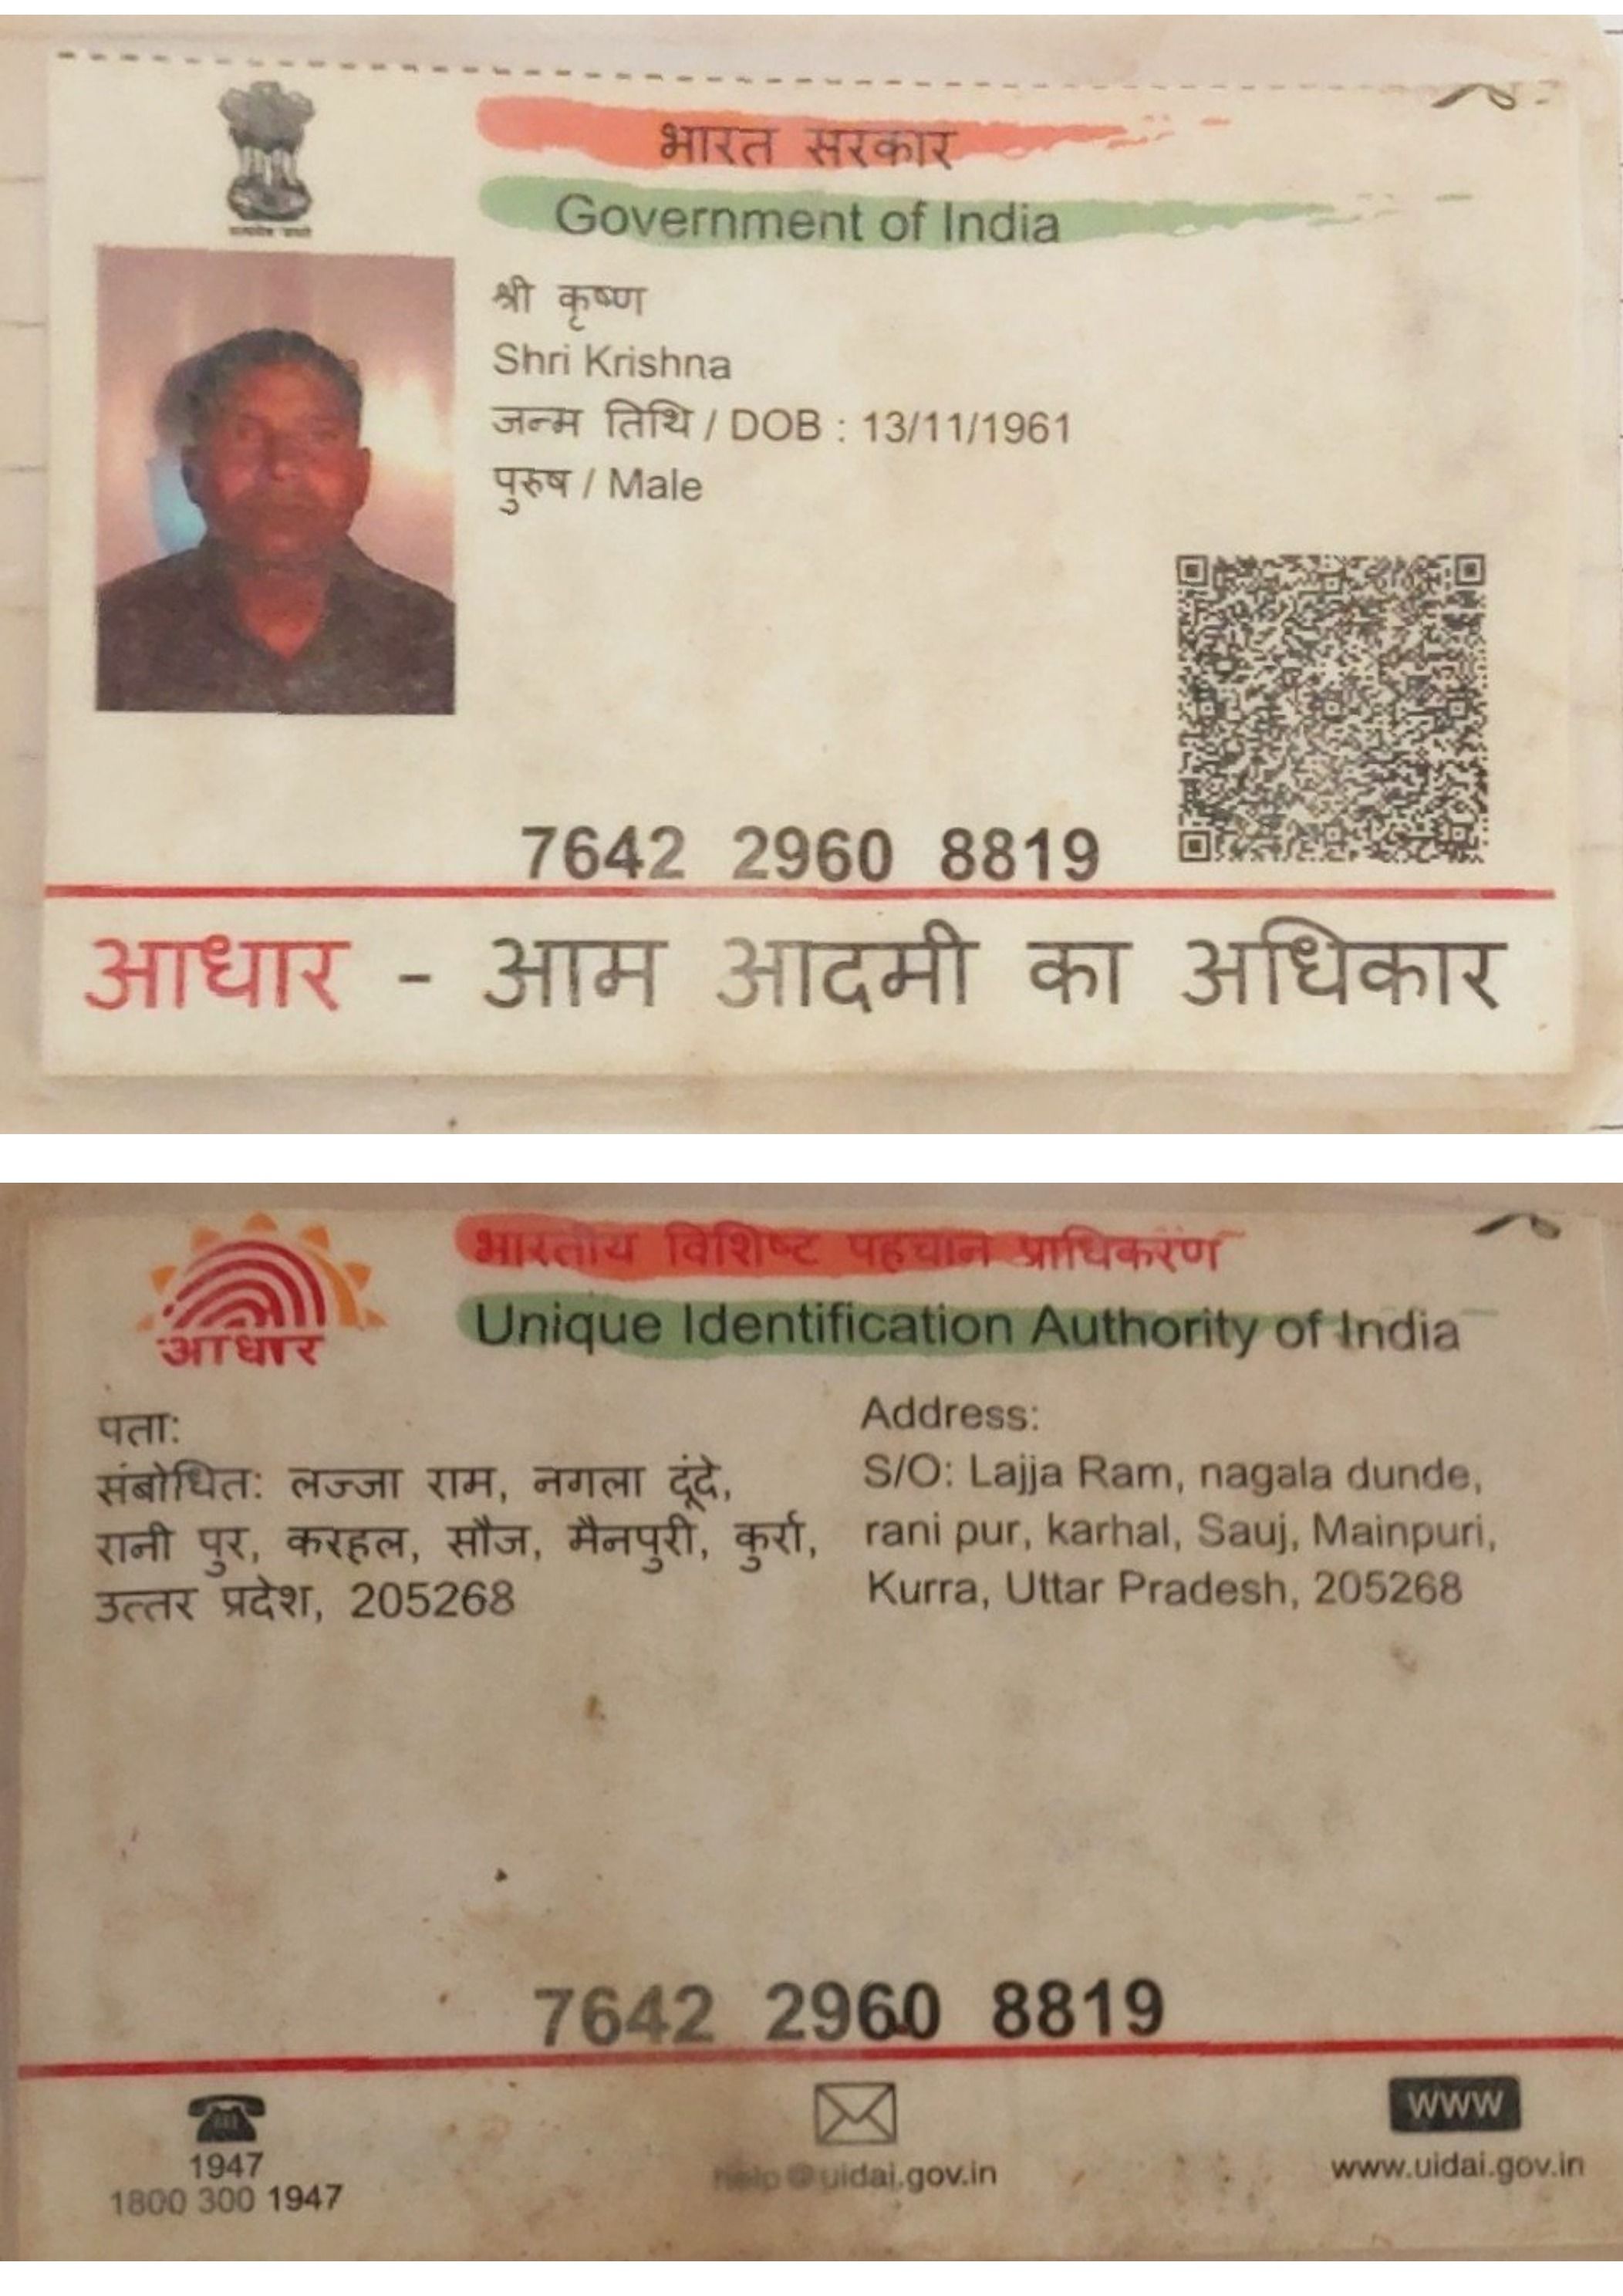 भारत सरकार
Government of India
श्री कृष्ण
Shri Krishna
जन्म तिथि / DOB : 13/11/1961
पुरुष / Male
7642 2960 8819
आधार - आम आदमी का अधिकार
भारतीय विशिष्ट पहचान प्राधिकरण
Unique Identification Authority of India
आधार
पता:
संबोधित: लज्जा राम, नगला दूंदे,
रानी पुर, करहल, सौज, मैनपुरी, कुर्रा,
उत्तर प्रदेश, 205268
Address:
S/O: Lajja Ram, nagala dunde,
rani pur, karhal, Sauj, Mainpuri,
Kurra, Uttar Pradesh, 205268
7642 2960 8819
1947
1800 300 1947
help@uidai.gov.in
WWW
www.uidai.gov.in